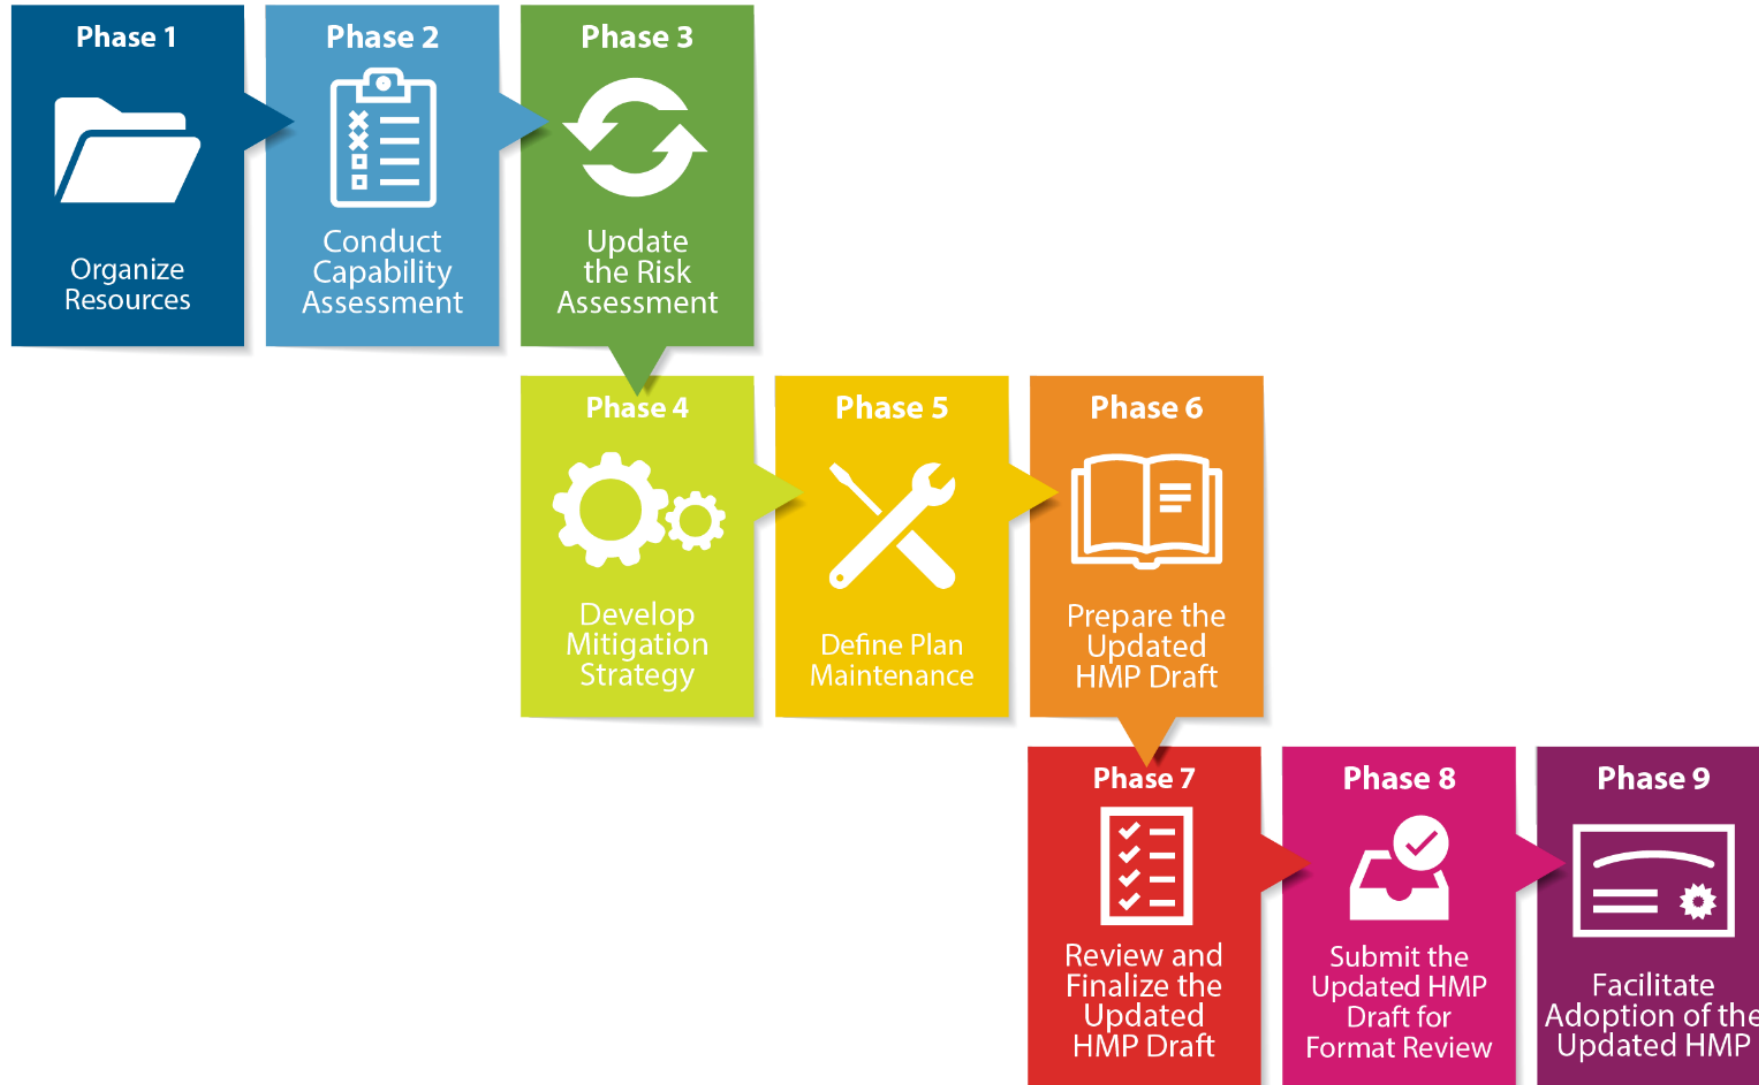 Phase 1
Organize
Resources
Phase 2
Conduct
Capability
Assessment
Phase 3
Update
the Risk
Assessment
Phase 4
Develop
Mitigation
Strategy
Phase 5
Define Plan
Maintenance
Phase 6
Prepare the
Updated
HMP Draft
Phase 7
Review and
Finalize the
Updated
HMP Draft
Phase 8
Submit the
Updated HMP
Draft for
Format Review
Phase 9
Facilitate
Adoption of the
Updated HMP